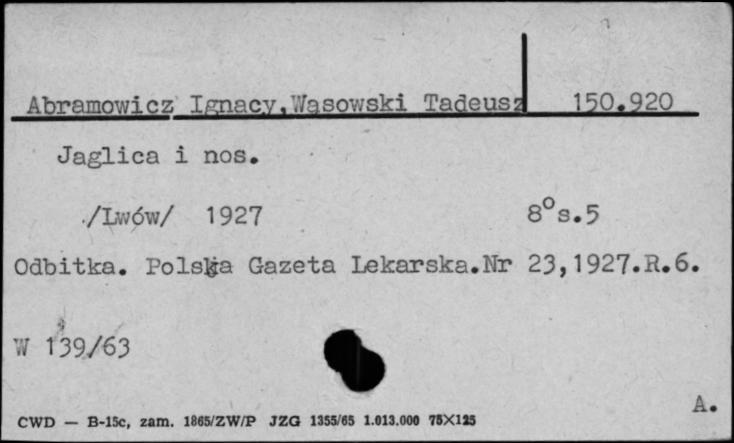 Abramowicz Ignacy,Wąsowski Tadeusz 150.920
Jaglica i nos.
/Lwów/ 1927 8°s.5
Odbitka. Polska Gazeta Lekarska.Nr 23,1927.R.6.
W 139/63
A.
CWD — B-15c, zam. 1865/ZW/P JZG 1355/65 1.013.000 75X125